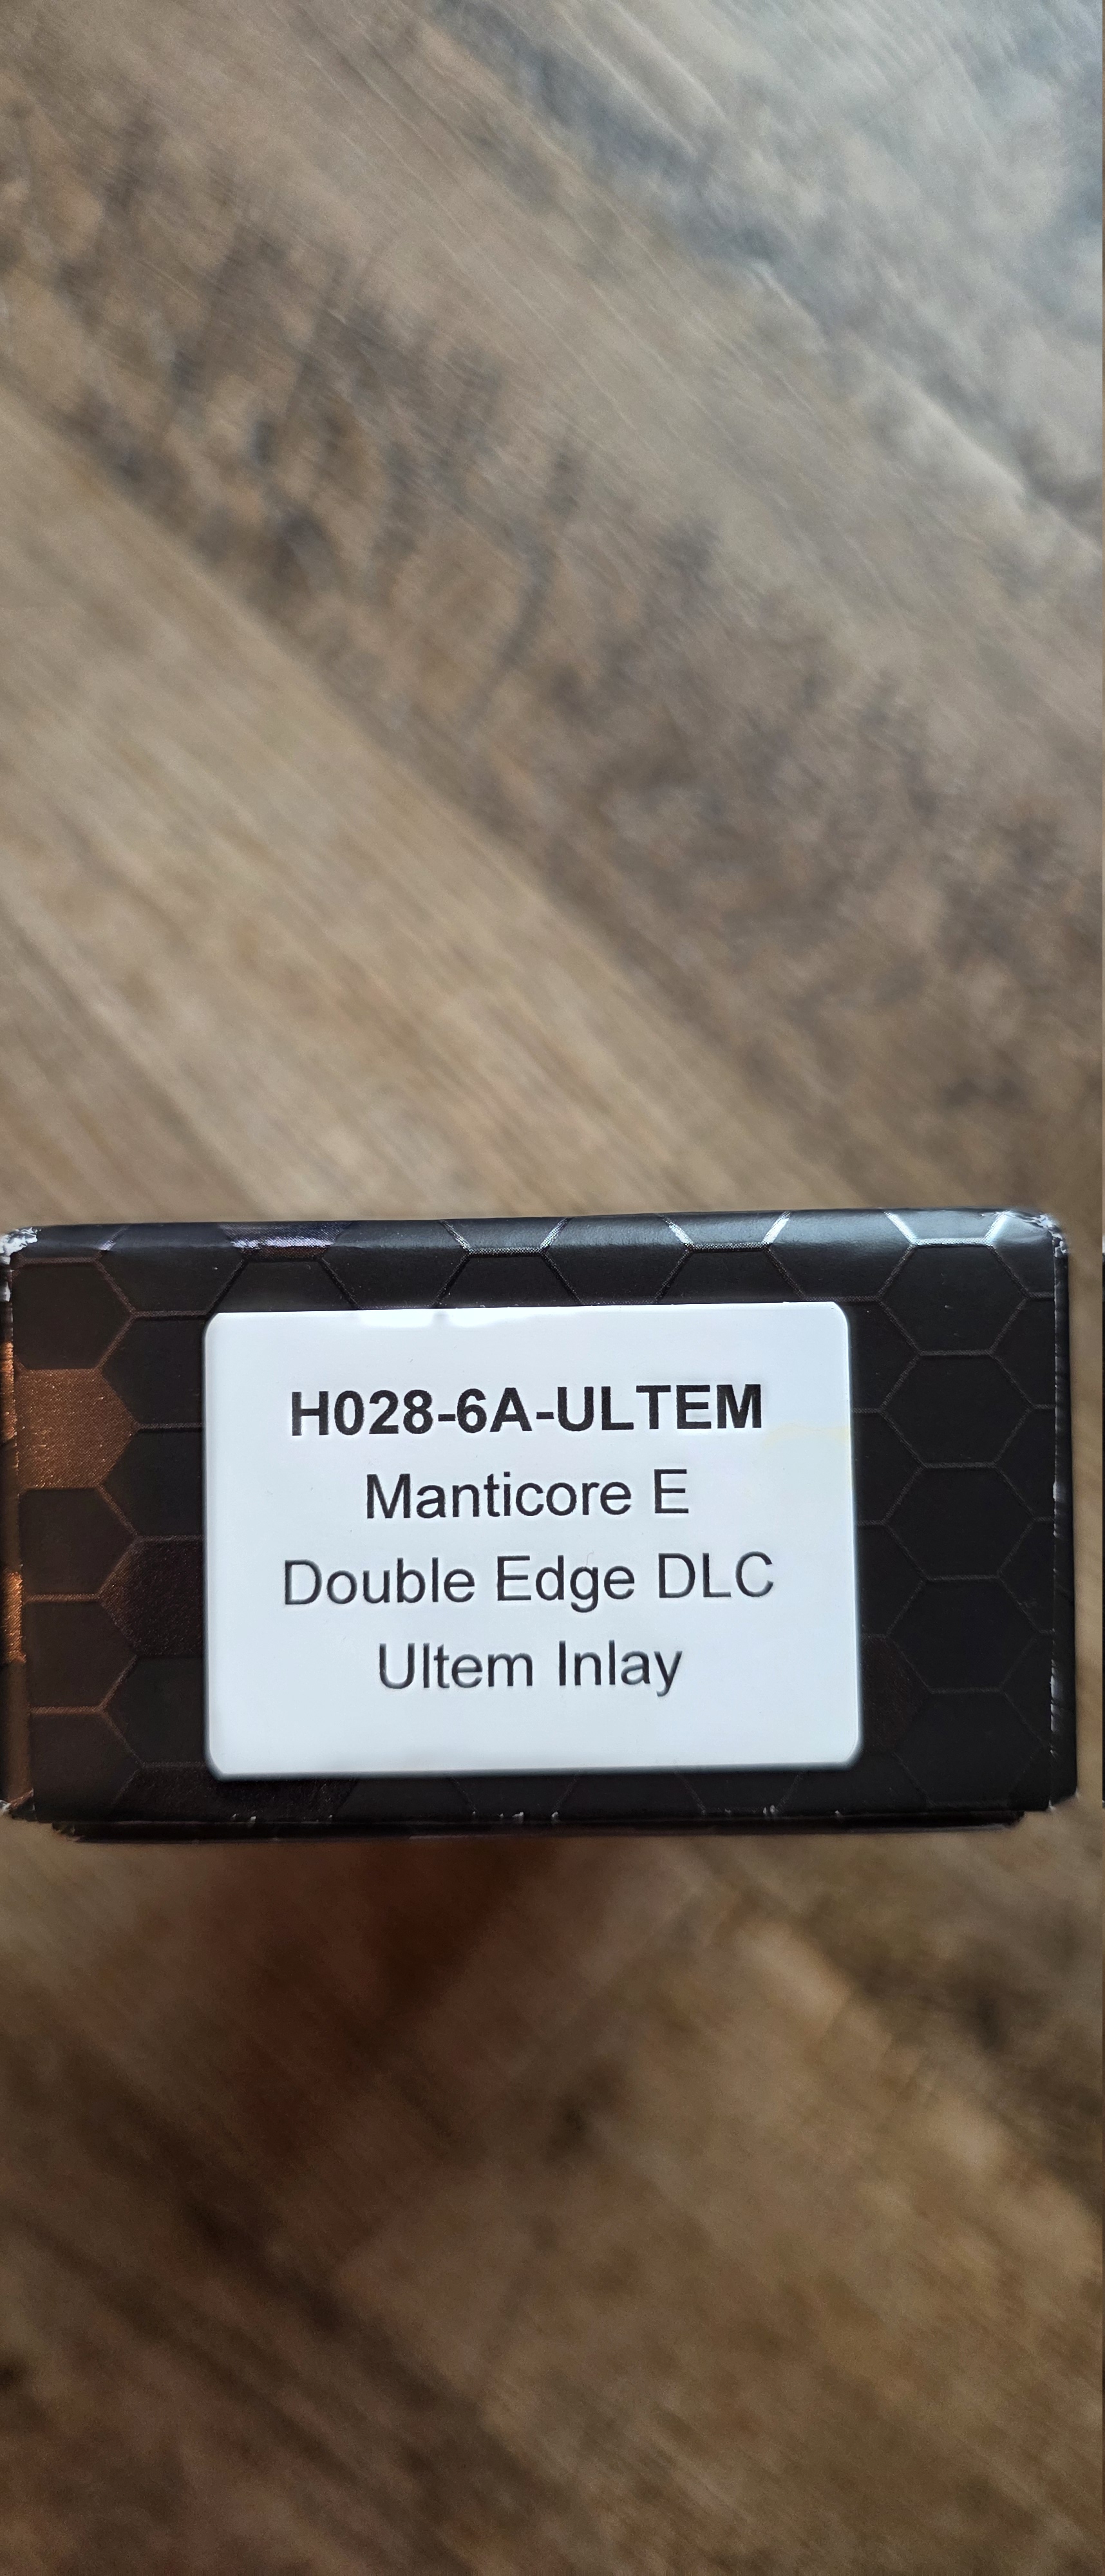 H028-6A-ULTEM
Manticore E
Double Edge DLC
Ultem Inlay